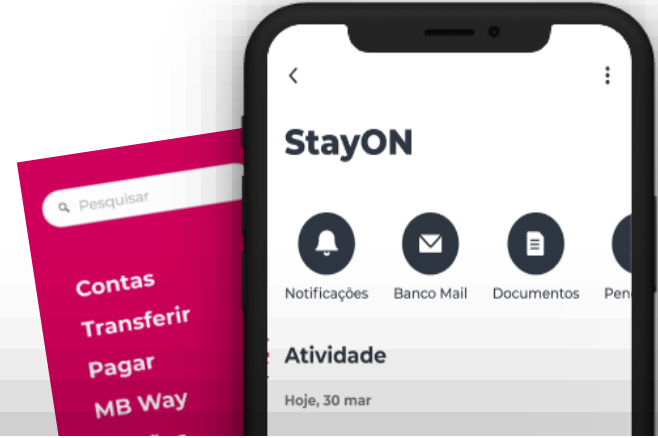 Pesquisar
Contas
Transferir
Pagar
MB Way
StayON
Notificações Banco Mail Documentos
Atividade
Hoje, 30 mar